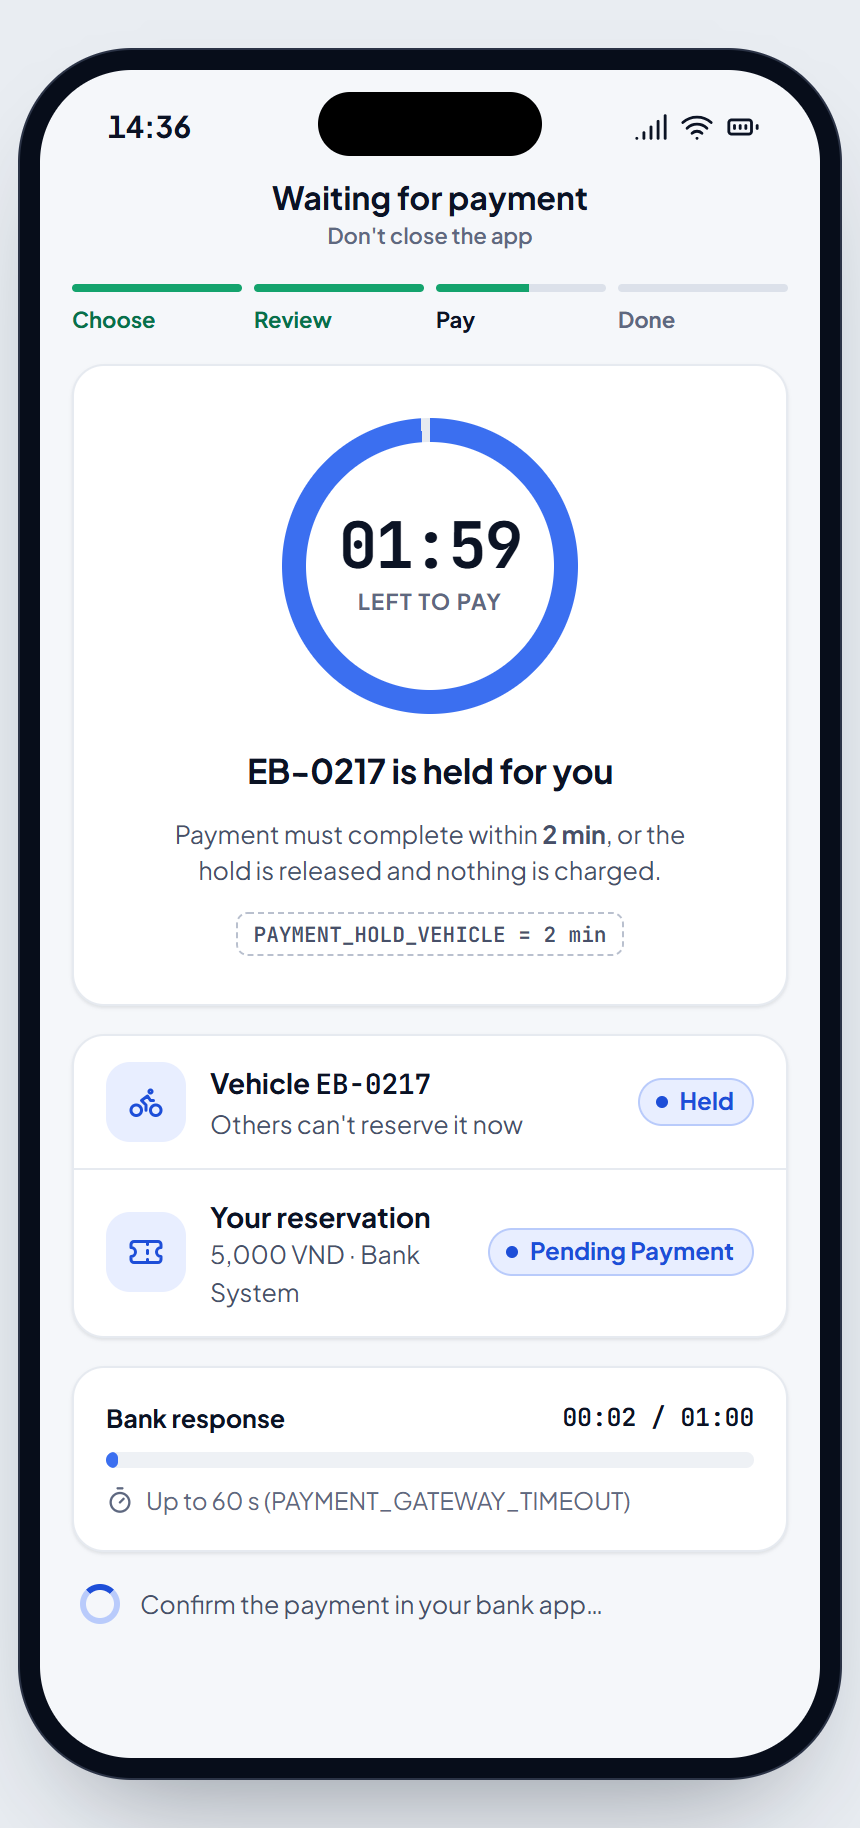 14:36
Waiting for payment
Don't close the app
Choose
Review
Pay
Done
01:59
LEFT TO PAY
EB-0217 is held for you
Payment must complete within 2 min, or the
hold is released and nothing is charged.
PAYMENT_HOLD_VEHICLE = 2 min
Vehicle EB-0217
Others can't reserve it now
Held
Your reservation
5,000 VND · Bank
System
Pending Payment
Bank response
00:02 / 01:00
Up to 60 s (PAYMENT_GATEWAY_TIMEOUT)
Confirm the payment in your bank app…